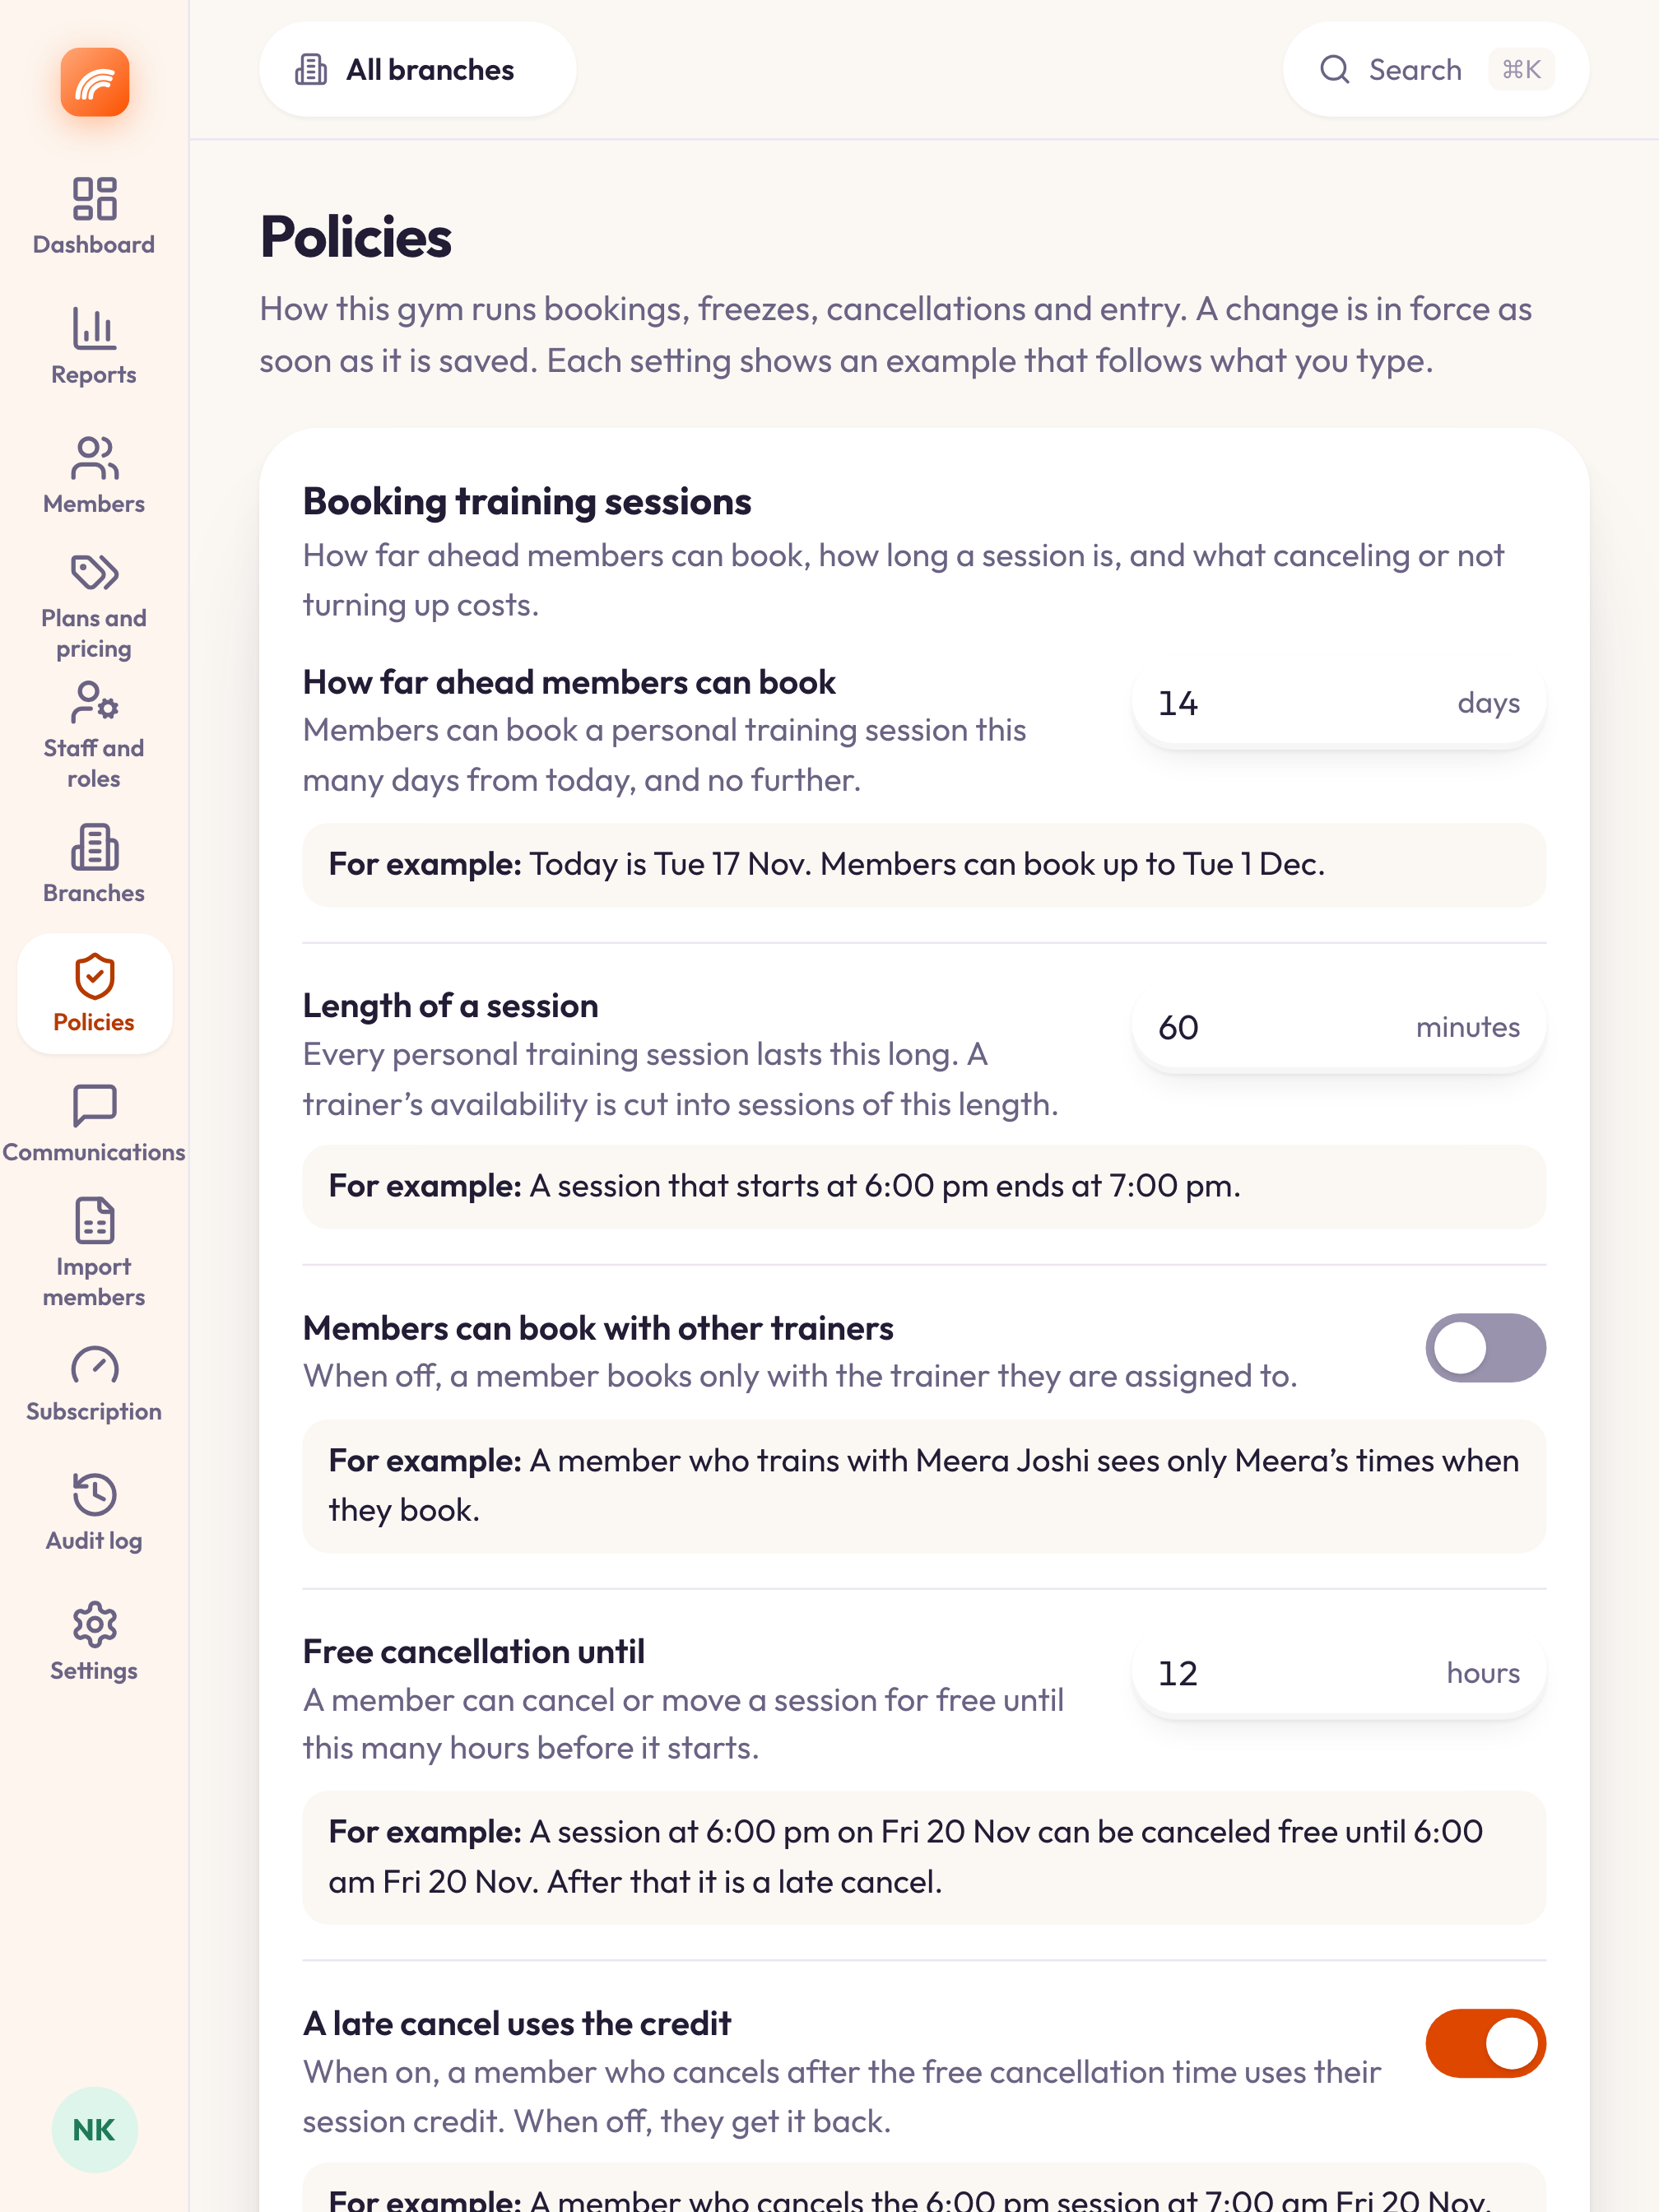 All branches
Search
⌘K
Dashboard
Reports
Members
Plans and
pricing
Staff and
roles
Branches
Policies
Communications
Import
members
Subscription
Audit log
Settings
NK
Policies
How this gym runs bookings, freezes, cancellations and entry. A change is in force as
soon as it is saved. Each setting shows an example that follows what you type.
Booking training sessions
How far ahead members can book, how long a session is, and what canceling or not
turning up costs.
How far ahead members can book
Members can book a personal training session this
many days from today, and no further.
14 days
For example: Today is Tue 17 Nov. Members can book up to Tue 1 Dec.
Length of a session
Every personal training session lasts this long. A
trainer’s availability is cut into sessions of this length.
60 minutes
For example: A session that starts at 6:00 pm ends at 7:00 pm.
Members can book with other trainers
When off, a member books only with the trainer they are assigned to.
For example: A member who trains with Meera Joshi sees only Meera’s times when
they book.
Free cancellation until
A member can cancel or move a session for free until
this many hours before it starts.
12 hours
For example: A session at 6:00 pm on Fri 20 Nov can be canceled free until 6:00
am Fri 20 Nov. After that it is a late cancel.
A late cancel uses the credit
When on, a member who cancels after the free cancellation time uses their
session credit. When off, they get it back.
For example: A member who cancels the 6:00 pm session at 7:00 am Fri 20 Nov,